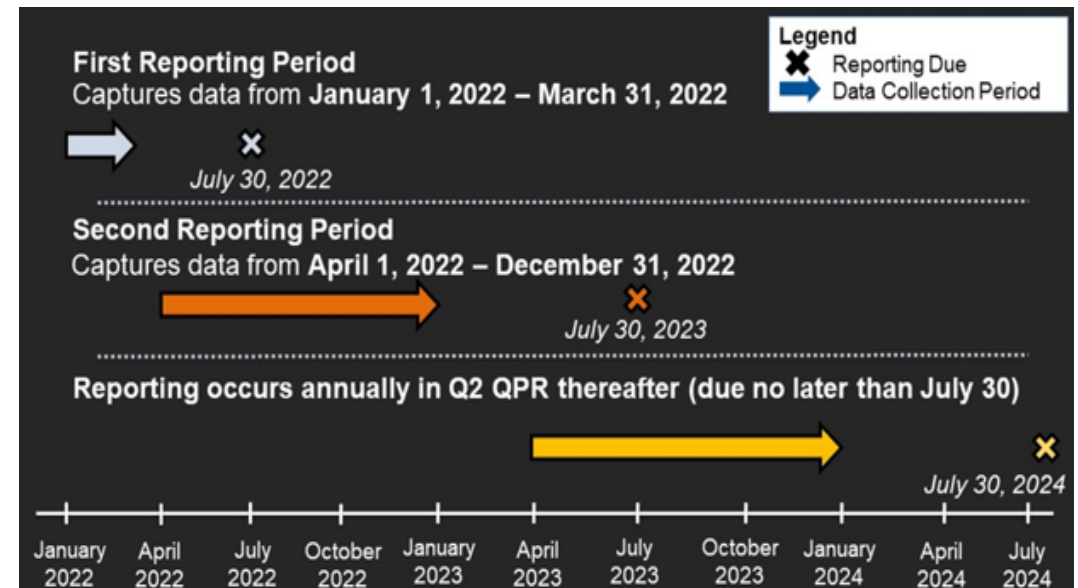 Legend
Reporting Due
Data Collection Period
First Reporting Period
Captures data from January 1, 2022 – March 31, 2022
July 30, 2022
Second Reporting Period
Captures data from April 1, 2022 – December 31, 2022
July 30, 2023
Reporting occurs annually in Q2 QPR thereafter (due no later than July 30)
July 30, 2024
January April July October January April July October January April July
2022 2022 2022 2022 2023 2023 2023 2023 2024 2024 2024